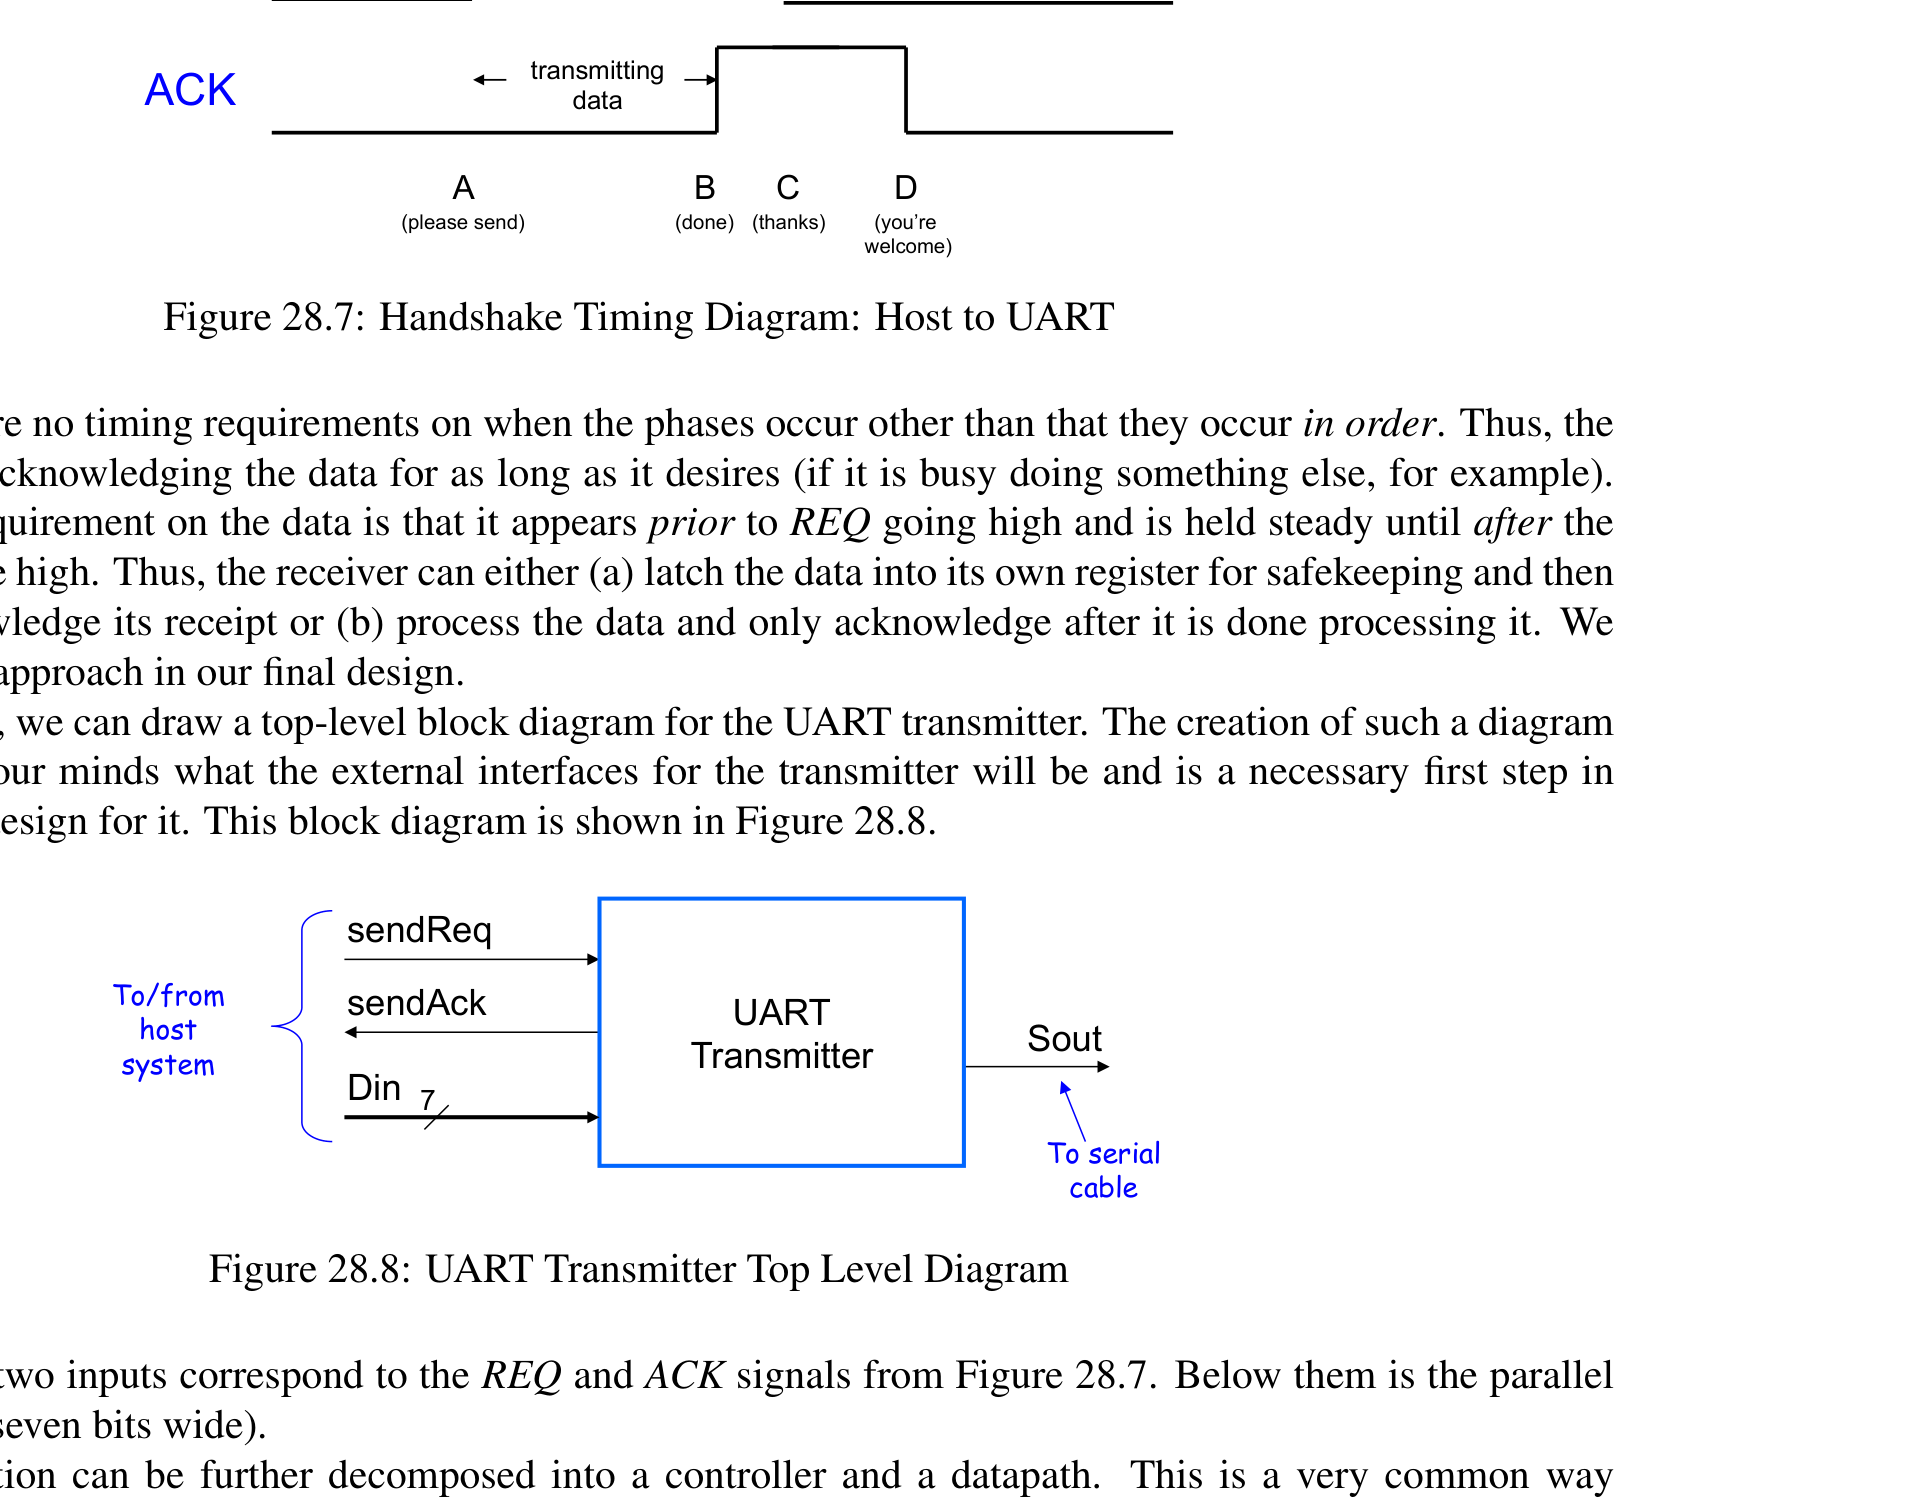 ACK
transmitting
data
A B C D
(please send) (done) (thanks) (you're
welcome)
Figure 28.7: Handshake Timing Diagram: Host to UART
no timing requirements on when the phases occur other than that they occur in order. Thus, the
the data for as long as it desires (if it is busy doing something else, for example).
on the data is that it appears prior to REQ going high and is held steady until after the
high. Thus, the receiver can either (a) latch the data into its own register for safekeeping and then
its receipt or (b) process the data and only acknowledge after it is done processing it. We
approach in our final design.
, we can draw a top-level block diagram for the UART transmitter. The creation of such a diagram
our minds what the external interfaces for the transmitter will be and is a necessary first step in
for it. This block diagram is shown in Figure 28.8.
sendReq
sendAck
Din 7
To/from
host
system
UART
Transmitter
Sout
To serial
cable
Figure 28.8: UART Transmitter Top Level Diagram
two inputs correspond to the REQ and ACK signals from Figure 28.7. Below them is the parallel
seven bits wide).
can be further decomposed into a controller and a datapath. This is a very common way